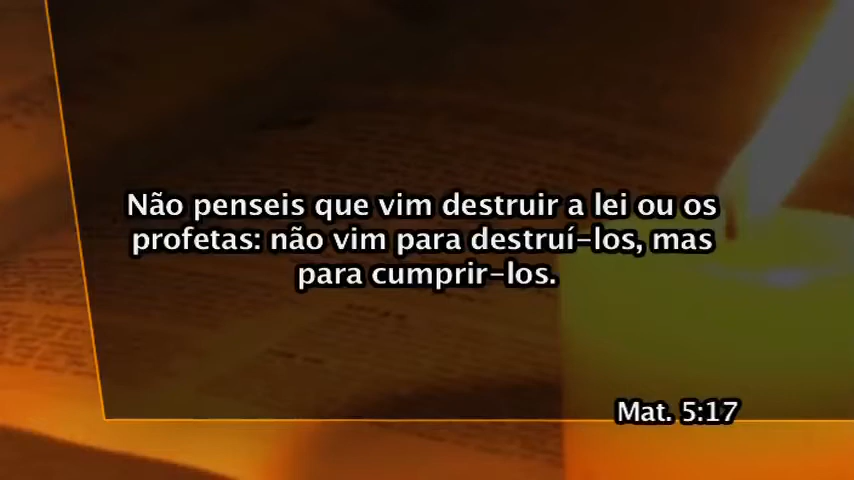 Não penseis que vim destruir a lei ou os
profetas: não vim para destruí-los, mas
para cumprir-los.
Mat. 5:17